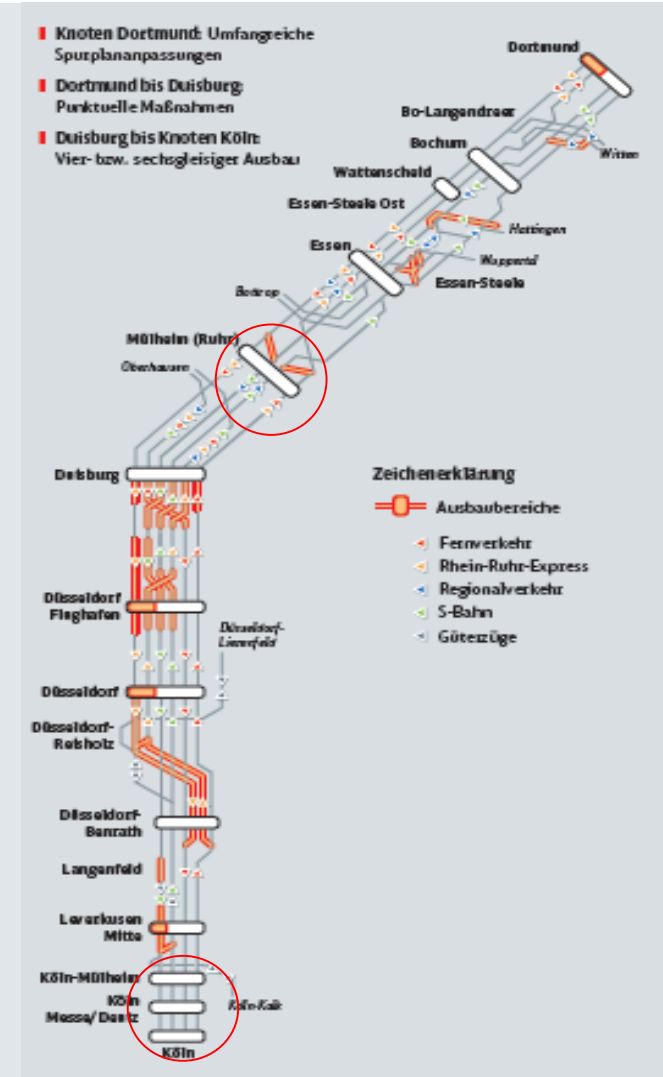 Knoten Dortmund: Umfangreiche
Spurplananpassungen
Dortmund bis Duisburg:
Punktuelle Maßnahmen
Duisburg bis Knoten Köln:
Vier- bzw. sechsgleisiger Ausbau
Dortmund
Bo-Langendreer
Witten
Bochum
Wattenscheid
Essen-Steele Ost
Hattingen
Essen
Wuppertal
Essen-Steele
Bottrop
Mülheim (Ruhr)
Oberhausen
Duisburg
Zeichenerklärung
Ausbaubereiche
Fernverkehr
Rhein-Ruhr-Express
Regionalverkehr
S-Bahn
Güterzüge
Düsseldorf
Flughafen
Düsseldorf-
Lierenfeld
Düsseldorf
Düsseldorf-
Reisholz
Düsseldorf-
Benrath
Langenfeld
Leverkusen
Mitte
Köln-Mülheim
Köln
Messe/Deutz
Köln-Kalk
Köln